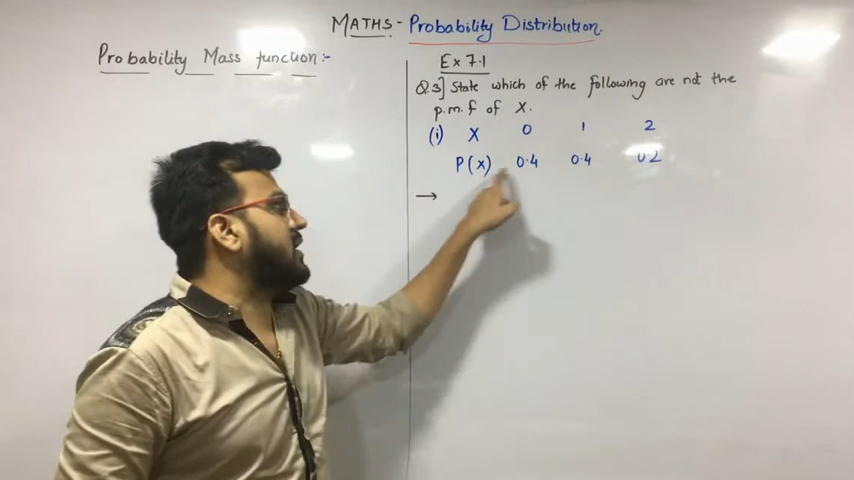 MATHS:- Probability Distribution.
Probability Mass function:-
Ex 7.1
Q.3] State which of the following are not the
p.m.f of X.
(i) X 0 1 2
P(x) 0.4 0.4 0.2
→